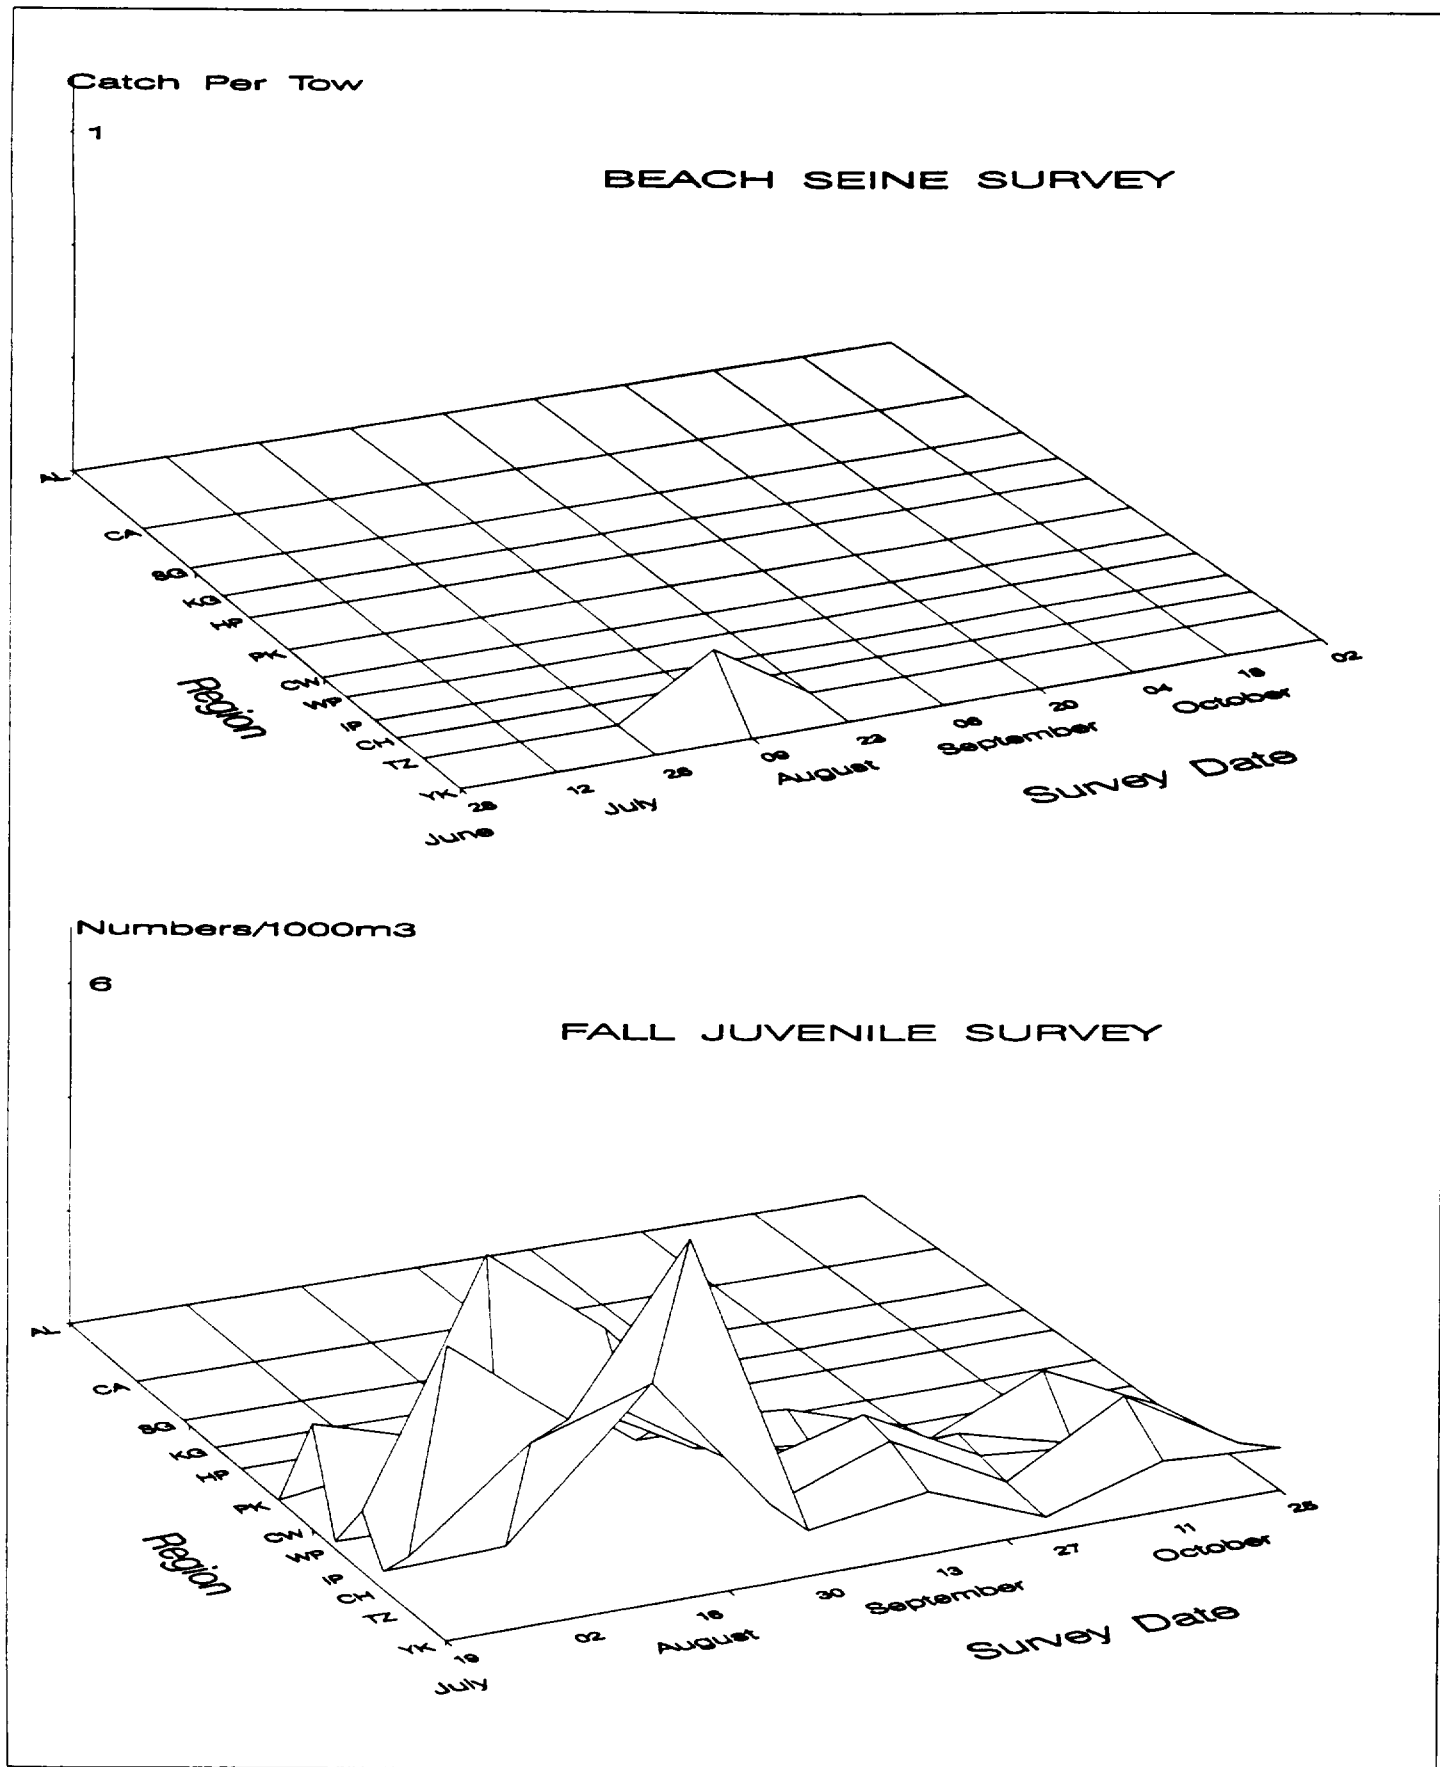 Catch Per Tow
1
BEACH SEINE SURVEY
AL
CA
SG
KG
HP
PK
CW
WP
IP
CH
TZ
YK
Region
28
12
26
09
23
06
20
04
18
02
June
July
August
September
October
Survey Date
Numbers/1000m3
6
FALL JUVENILE SURVEY
AL
CA
SG
KG
HP
PK
CW
WP
IP
CH
TZ
YK
Region
19
02
16
30
13
27
11
25
July
August
September
October
Survey Date